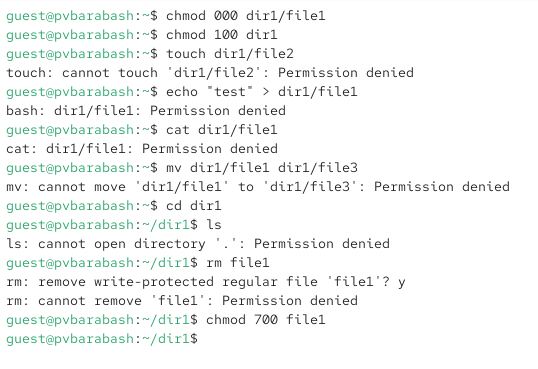 guest@pvbarabash:~$ chmod 000 dir1/file1
guest@pvbarabash:~$ chmod 100 dir1
guest@pvbarabash:~$ touch dir1/file2
touch: cannot touch 'dir1/file2': Permission denied
guest@pvbarabash:~$ echo "test" > dir1/file1
bash: dir1/file1: Permission denied
guest@pvbarabash:~$ cat dir1/file1
cat: dir1/file1: Permission denied
guest@pvbarabash:~$ mv dir1/file1 dir1/file3
mv: cannot move 'dir1/file1' to 'dir1/file3': Permission denied
guest@pvbarabash:~$ cd dir1
guest@pvbarabash:~/dir1$ ls
ls: cannot open directory '.': Permission denied
guest@pvbarabash:~/dir1$ rm file1
rm: remove write-protected regular file 'file1'? y
rm: cannot remove 'file1': Permission denied
guest@pvbarabash:~/dir1$ chmod 700 file1
guest@pvbarabash:~/dir1$